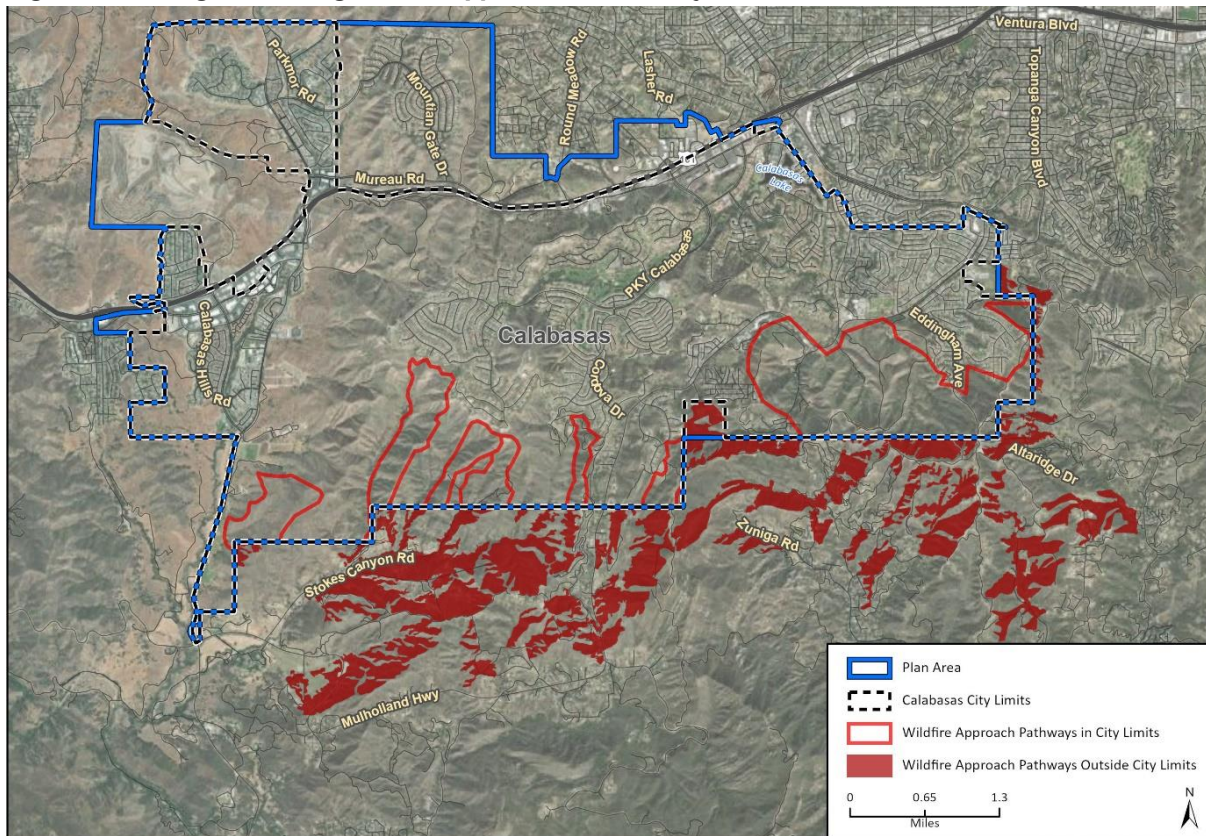 Ventura Blvd
Parkmor Rd
Mountian Gate Dr
Round Meadow Rd
Lasher Rd
Topanga Canyon Blvd
Mureau Rd
Calabasas
Lake
PKY Calabasas
Calabasas Hills Rd
Calabasas
Eddingham Ave
Cordova Dr
Altaridge Dr
Zuniga Rd
Stokes Canyon Rd
Mulholland Hwy
Plan Area
Calabasas City Limits
Wildfire Approach Pathways in City Limits
Wildfire Approach Pathways Outside City Limits
0 0.65 1.3
Miles
N